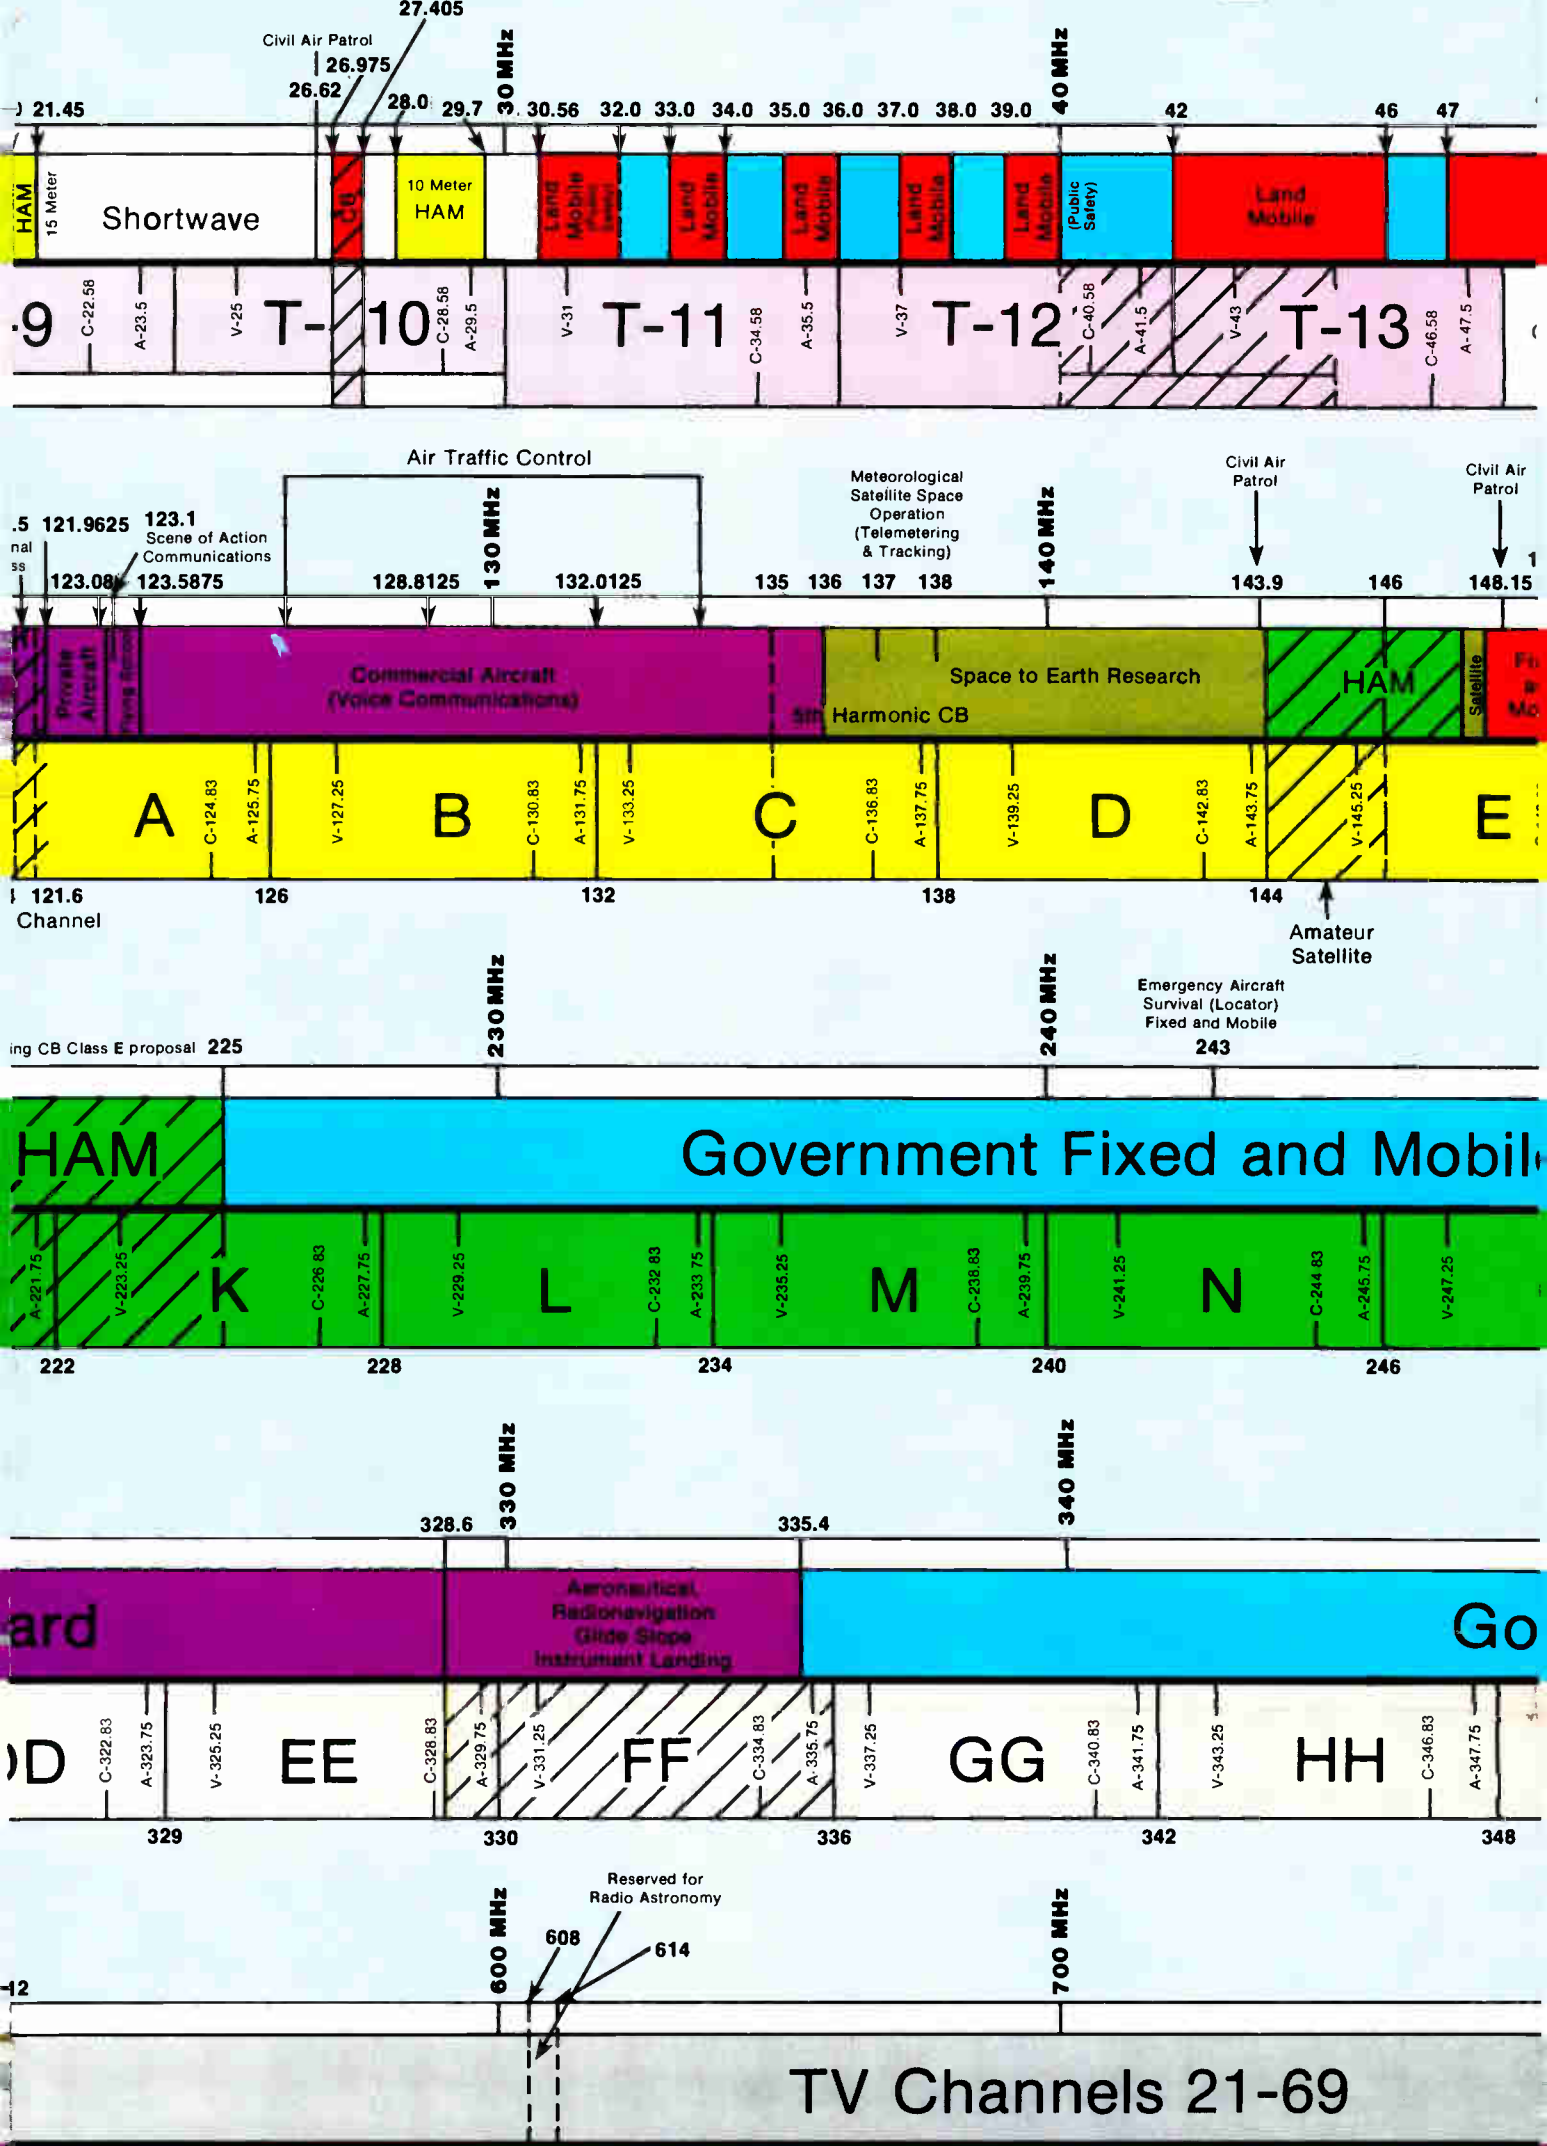 27.405
Civil Air Patrol
26.975
26.62
28.0
29.7
30 MHz
40 MHz
21.45
30.56 32.0 33.0 34.0 35.0 36.0 37.0 38.0 39.0
42 46 47
HAM
15 Meter
Shortwave
CB
10 Meter
HAM
Land
Mobile
Land
Mobile
Land
Mobile
Land
Mobile
Land
Mobile
(Public
Safety)
Land
Mobile
-9
C-22.58
A-23.5
V-25
T-10
C-28.58
A-29.5
V-31
T-11
C-34.58
A-35.5
V-37
T-12
C-40.58
A-41.5
V-43
T-13
C-46.58
A-47.5
Air Traffic Control
Meteorological
Satellite Space
Operation
(Telemetering
& Tracking)
Civil Air
Patrol
Civil Air
Patrol
.5 121.9625
nal
ss
123.1
Scene of Action
Communications
130 MHz
140 MHz
123.08 123.5875 128.8125 132.0125 135 136 137 138 143.9 146 148.15
Private
Aircraft
Commercial Aircraft
(Voice Communications)
5th Harmonic CB
Space to Earth Research
HAM
Satellite
A
C-124.83
A-125.75
V-127.25
B
C-130.83
A-131.75
V-133.25
C
C-136.83
A-137.75
V-139.25
D
C-142.83
A-143.75
V-145.25
E
121.6 126 132 138 144
Channel
Amateur
Satellite
230 MHz
240 MHz
Emergency Aircraft
Survival (Locator)
Fixed and Mobile
243
ing CB Class E proposal 225
HAM
Government Fixed and Mobil
A-221.75
V-223.25
K
C-226.83
A-227.75
V-229.25
L
C-232.83
A-233.75
V-235.25
M
C-238.83
A-239.75
V-241.25
N
C-244.83
A-245.75
V-247.25
222 228 234 240 246
328.6
330 MHz
335.4
340 MHz
ard
Aeronautical
Radionavigation
Glide Slope
Instrument Landing
Go
DD
C-322.83
A-323.75
V-325.25
EE
C-328.83
A-329.75
V-331.25
FF
C-334.83
A-335.75
V-337.25
GG
C-340.83
A-341.75
V-343.25
HH
C-346.83
A-347.75
329 330 336 342 348
Reserved for
Radio Astronomy
600 MHz
608
614
700 MHz
-12
TV Channels 21-69